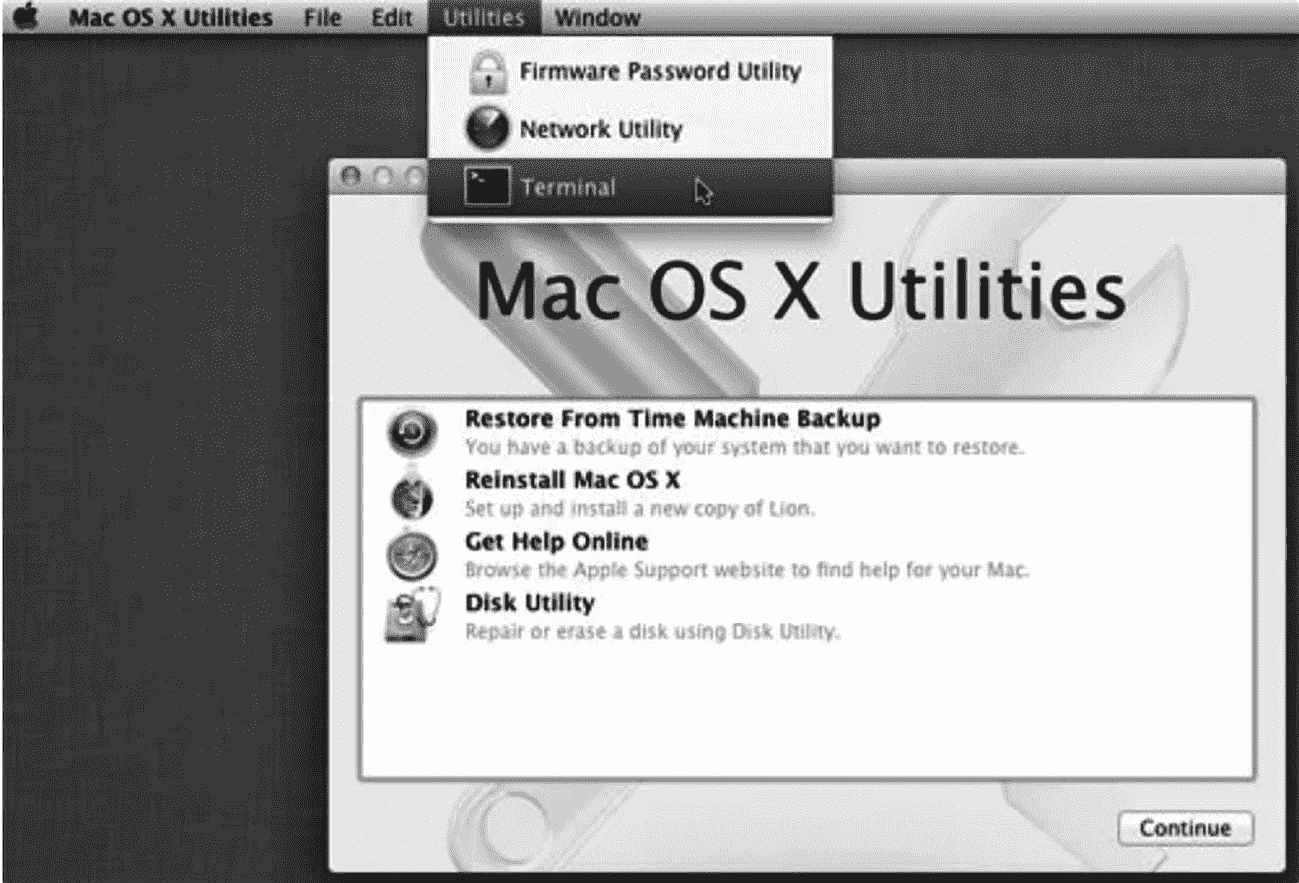 Mac OS X Utilities File Edit Utilities Window
Firmware Password Utility
Network Utility
>_ Terminal
Mac OS X Utilities
Restore From Time Machine Backup
You have a backup of your system that you want to restore.
Reinstall Mac OS X
Set up and install a new copy of Lion.
Get Help Online
Browse the Apple Support website to find help for your Mac.
Disk Utility
Repair or erase a disk using Disk Utility.
Continue